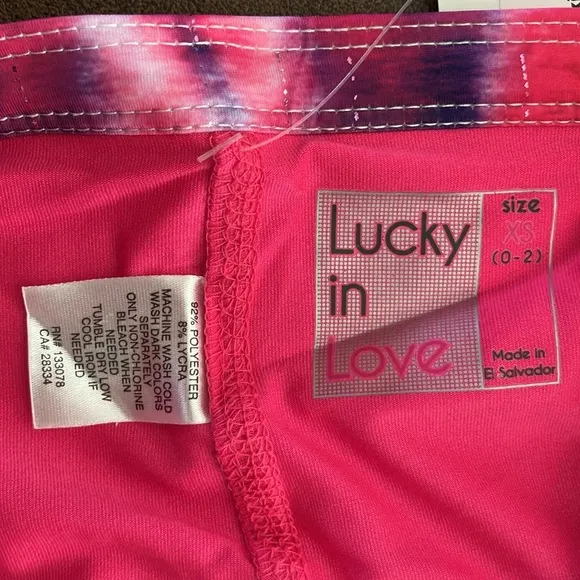 Lucky
in
Love
size
XS
(0-2)
Made in
El Salvador
92% POLYESTER
8% LYCRA
MACHINE WASH COLD
WASH DARK COLORS
SEPARATELY
ONLY NON-CHLORINE
BLEACH WHEN
NEEDED
TUMBLE DRY LOW
COOL IRON IF
NEEDED
RN# 133078
CA# 28334